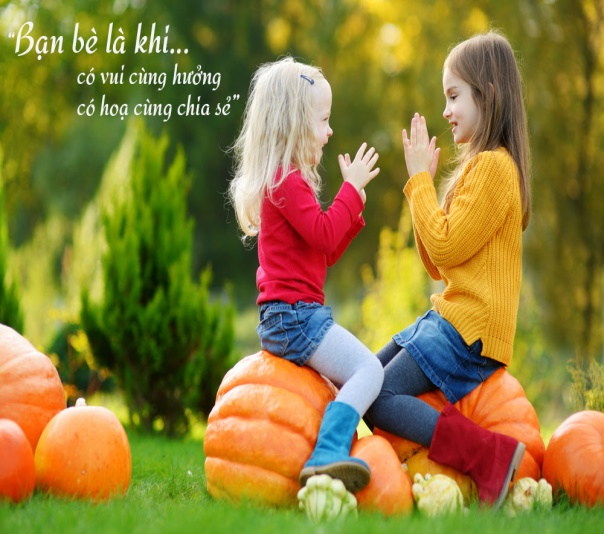 “Bạn bè là khi...
có vui cùng hưởng
có hoạ cùng chia sẻ”